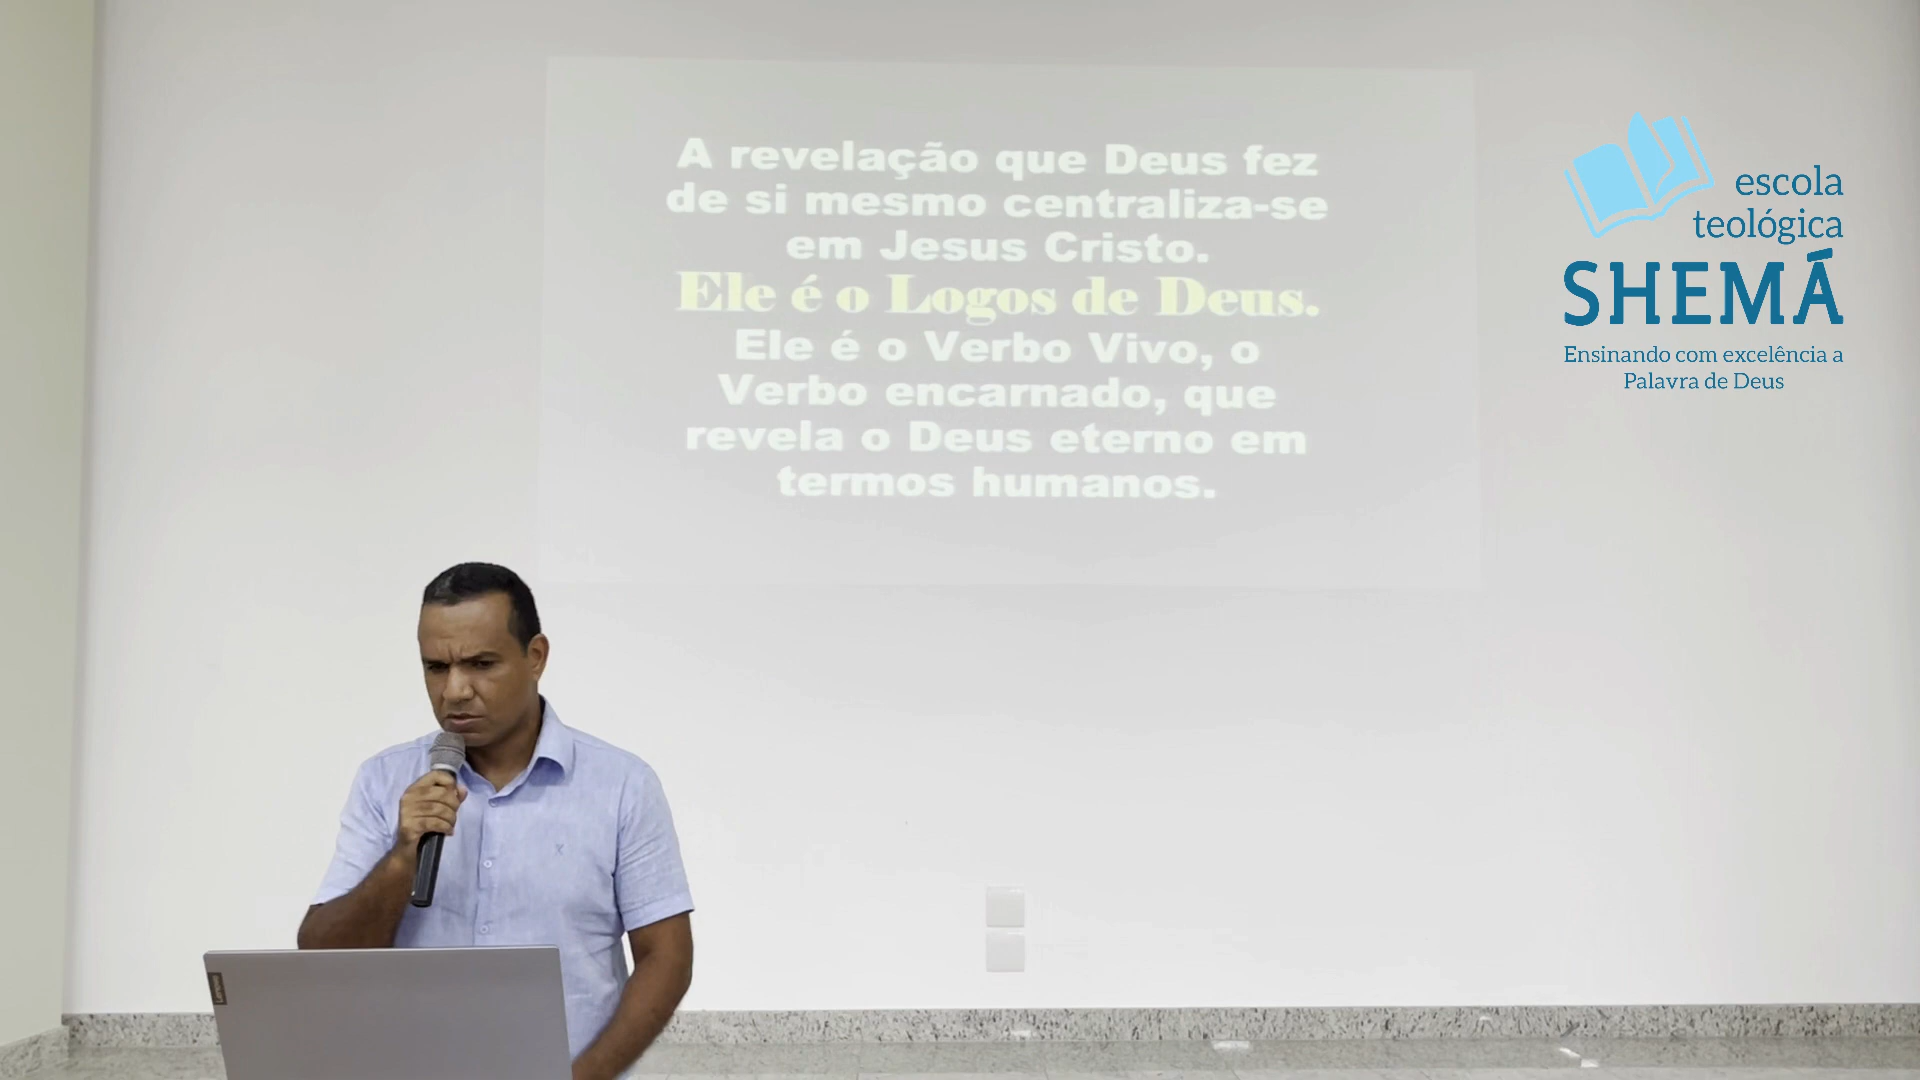 A revelação que Deus fez
de si mesmo centraliza-se
em Jesus Cristo.
Ele é o Logos de Deus.
Ele é o Verbo Vivo, o
Verbo encarnado, que
revela o Deus eterno em
termos humanos.
escola
teológica
SHEMÁ
Ensinando com excelência a
Palavra de Deus
Lenovo